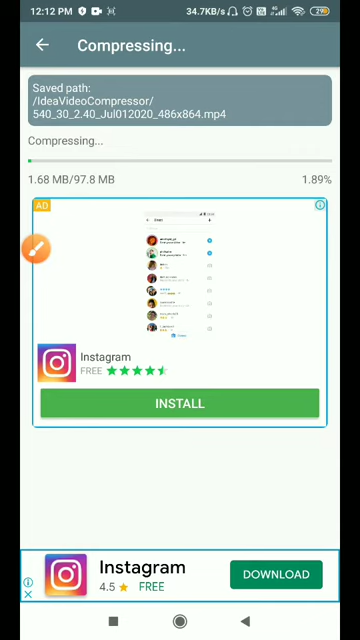 12:12 PM 34.7KB/s 29
Compressing...
Saved path:
/IdeaVideoCompressor/
540_30_2.40_Jul012020_486x864.mp4
Compressing...
1.68 MB/97.8 MB 1.89%
AD
Instagram
FREE
INSTALL
Instagram
4.5 FREE
DOWNLOAD